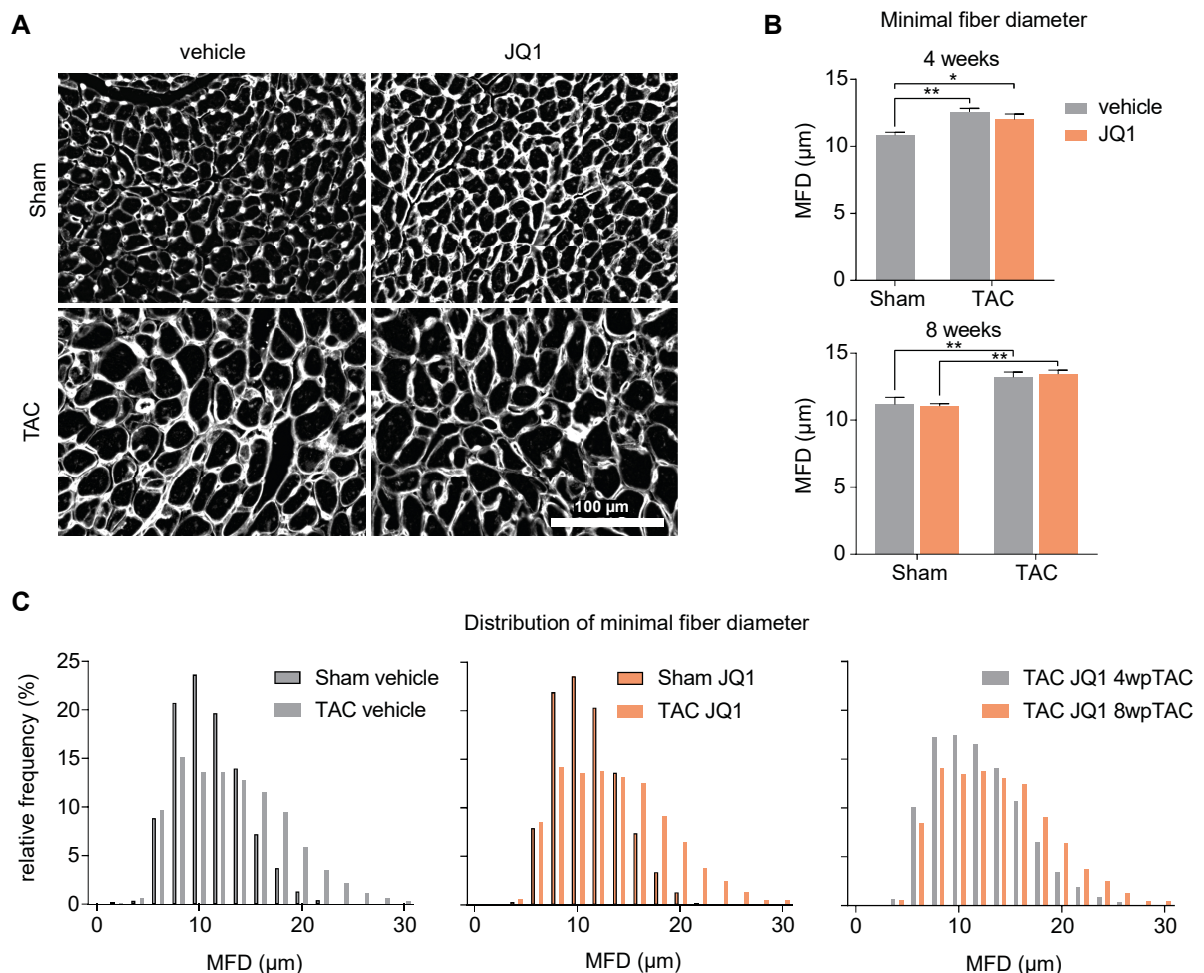 A
vehicle
JQ1
Sham
TAC
100 µm
B
Minimal fiber diameter
4 weeks
15
10
5
0
MFD (µm)
*
**
vehicle
JQ1
Sham
TAC
8 weeks
15
10
5
0
MFD (µm)
**
**
Sham
TAC
C
Distribution of minimal fiber diameter
25
20
15
10
5
0
relative frequency (%)
Sham vehicle
TAC vehicle
0
10
20
30
MFD (µm)
Sham JQ1
TAC JQ1
0
10
20
30
MFD (µm)
TAC JQ1 4wpTAC
TAC JQ1 8wpTAC
0
10
20
30
MFD (µm)